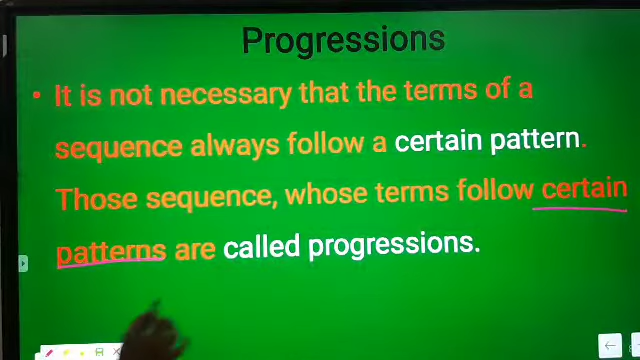 Progressions
• It is not necessary that the terms of a
sequence always follow a certain pattern.
Those sequence, whose terms follow certain
patterns are called progressions.